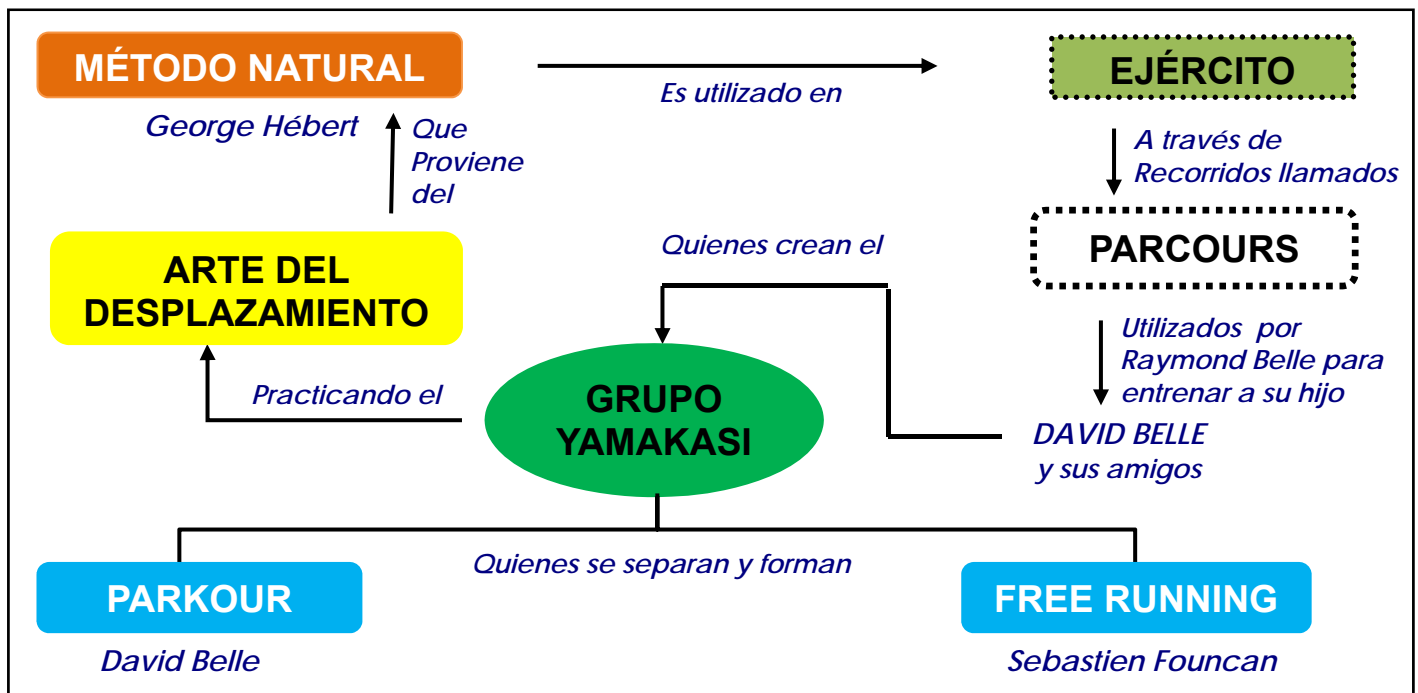 MÉTODO NATURAL
George Hébert
Es utilizado en
EJÉRCITO
Que
Proviene
del
A través de
Recorridos llamados
ARTE DEL
DESPLAZAMIENTO
Quienes crean el
PARCOURS
Utilizados por
Raymond Belle para
entrenar a su hijo
Practicando el
GRUPO
YAMAKASI
DAVID BELLE
y sus amigos
Quienes se separan y forman
PARKOUR
David Belle
FREE RUNNING
Sebastien Founcan